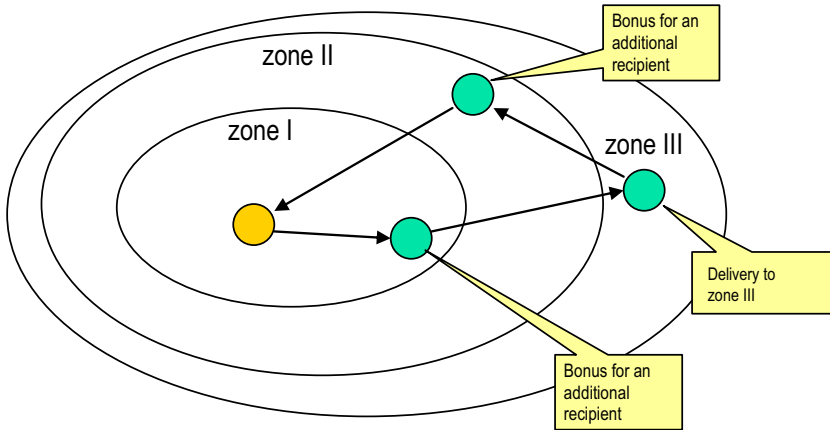 Bonus for an
additional
recipient
zone II
zone I
zone III
Delivery to
zone III
Bonus for an
additional
recipient